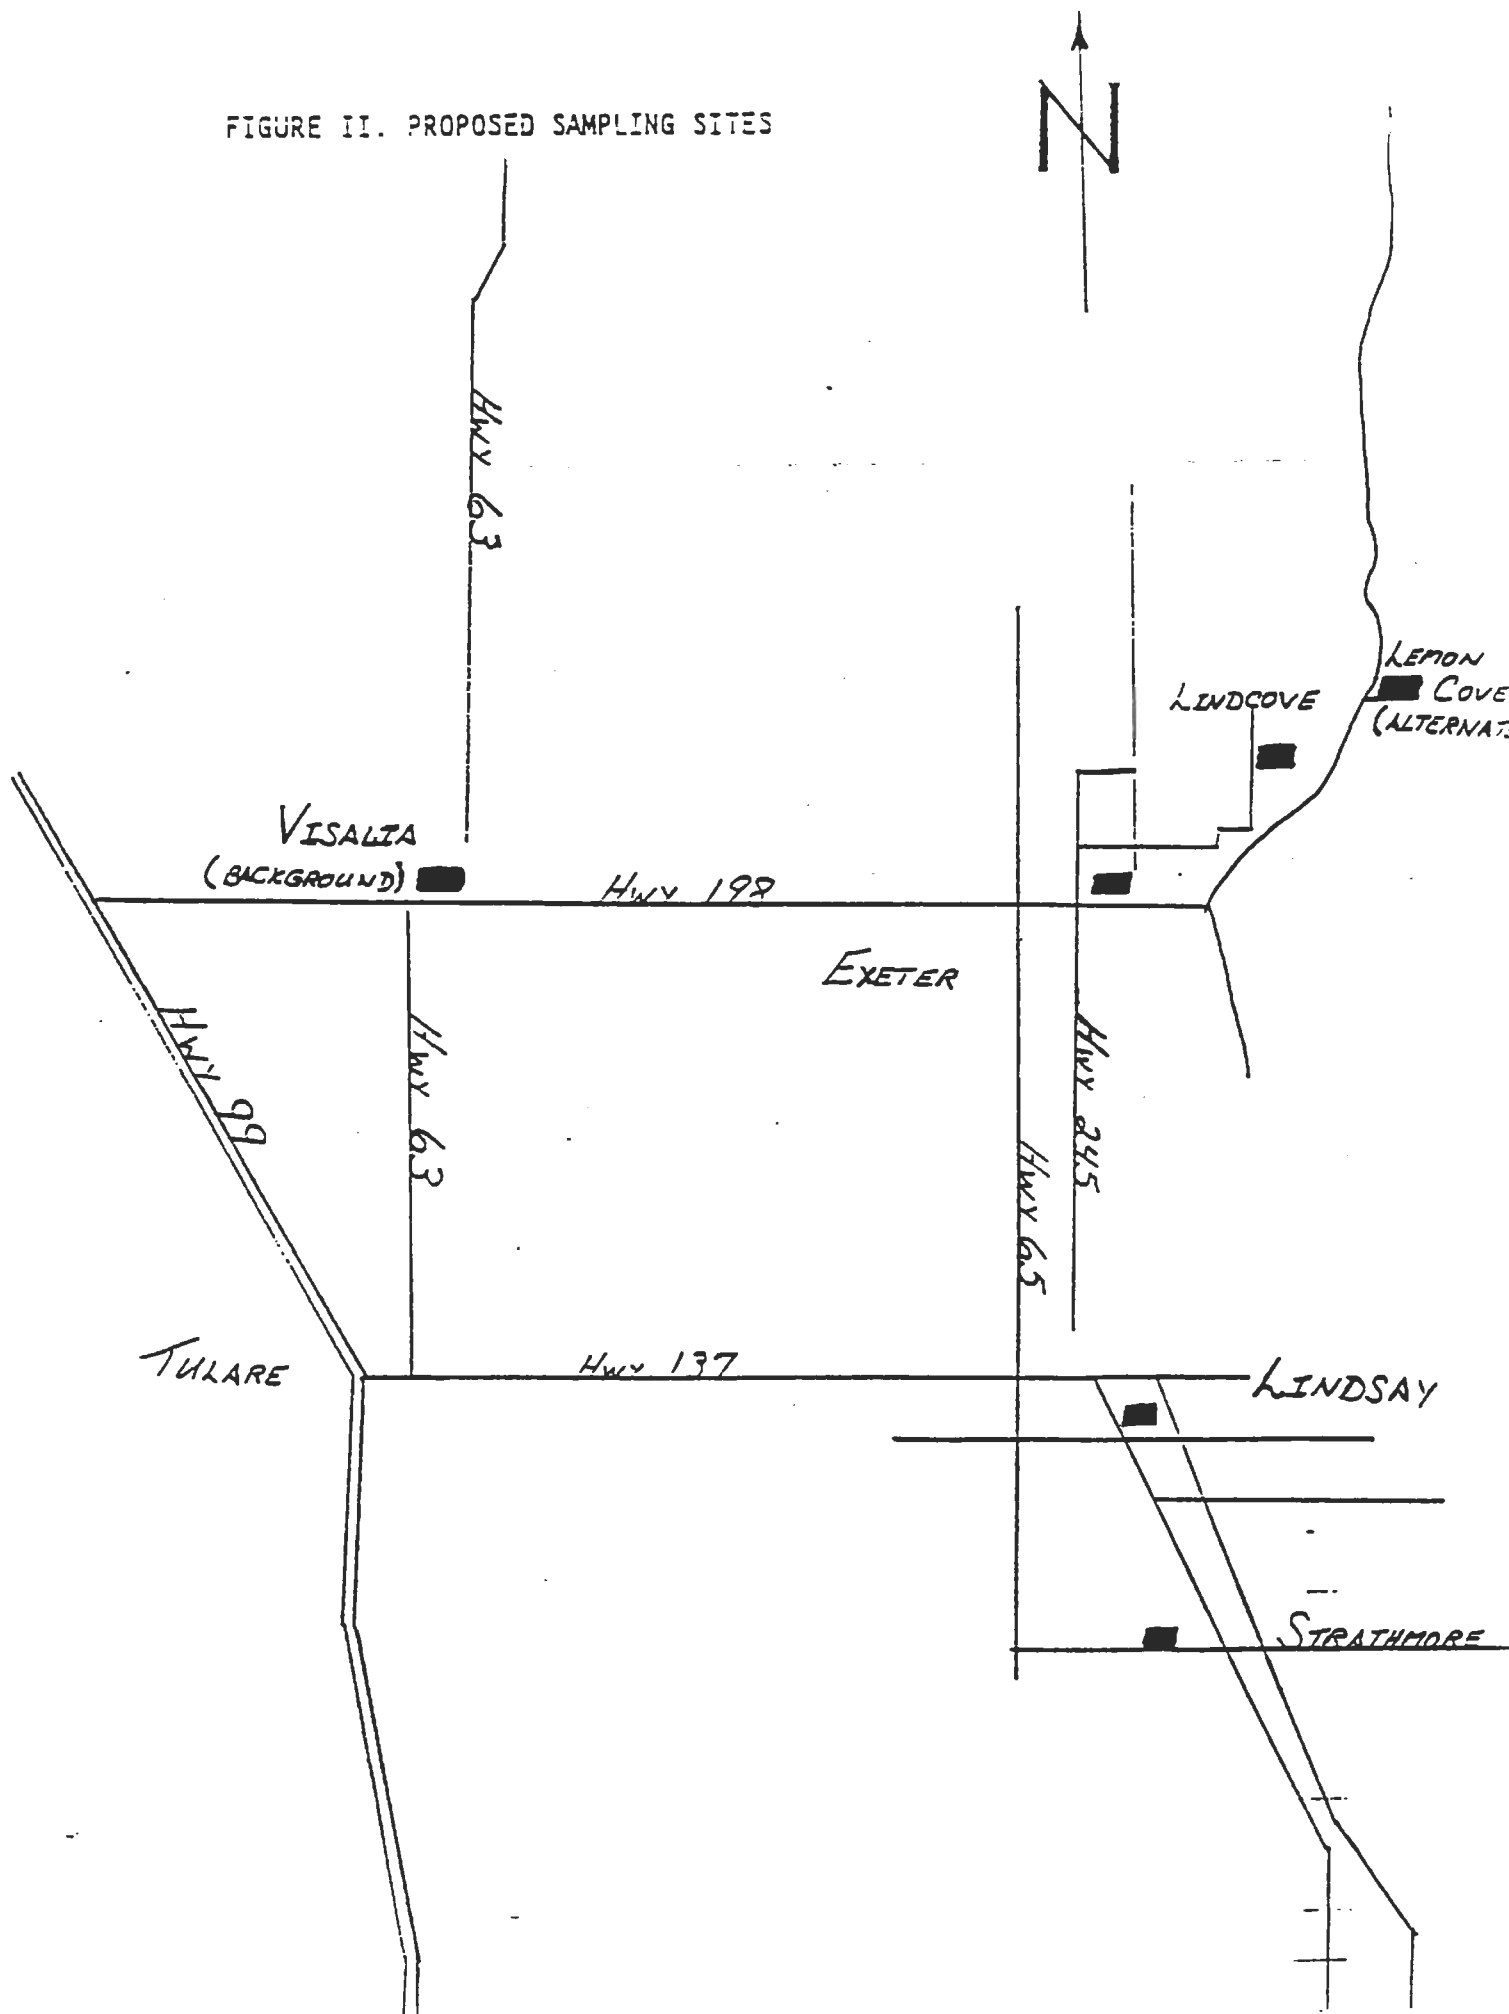 FIGURE II. PROPOSED SAMPLING SITES
N
HWY 63
LEMON
COVE
(ALTERNATE
LINDCOVE
VISALIA
(BACKGROUND)
HWY 198
EXETER
HWY 99
HWY 63
HWY 245
HWY 65
TULARE
HWY 137
LINDSAY
STRATHMORE